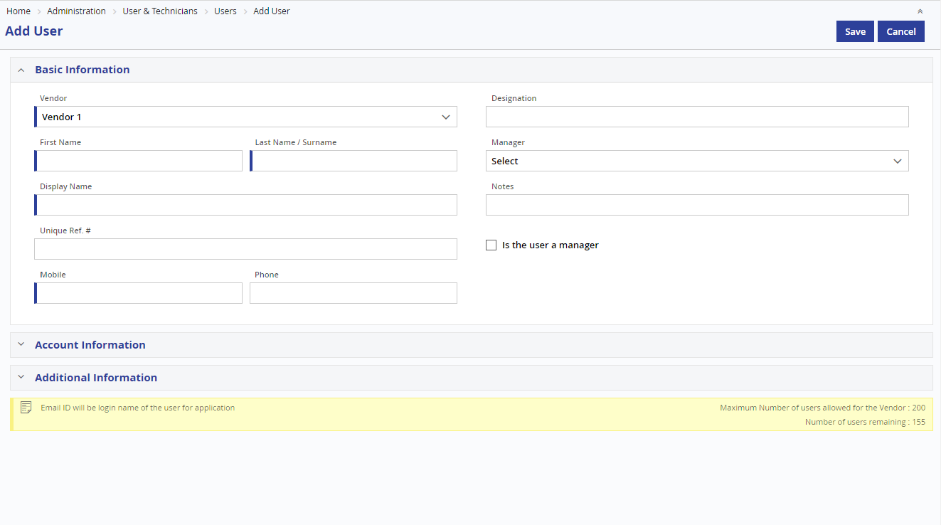 Home > Administration > User & Technicians > Users > Add User
Add User
Save Cancel
Basic Information
Vendor
Vendor 1
Designation
First Name
Last Name / Surname
Manager
Select
Display Name
Notes
Unique Ref. #
Is the user a manager
Mobile
Phone
Account Information
Additional Information
Email ID will be login name of the user for application
Maximum Number of users allowed for the Vendor : 200
Number of users remaining : 155